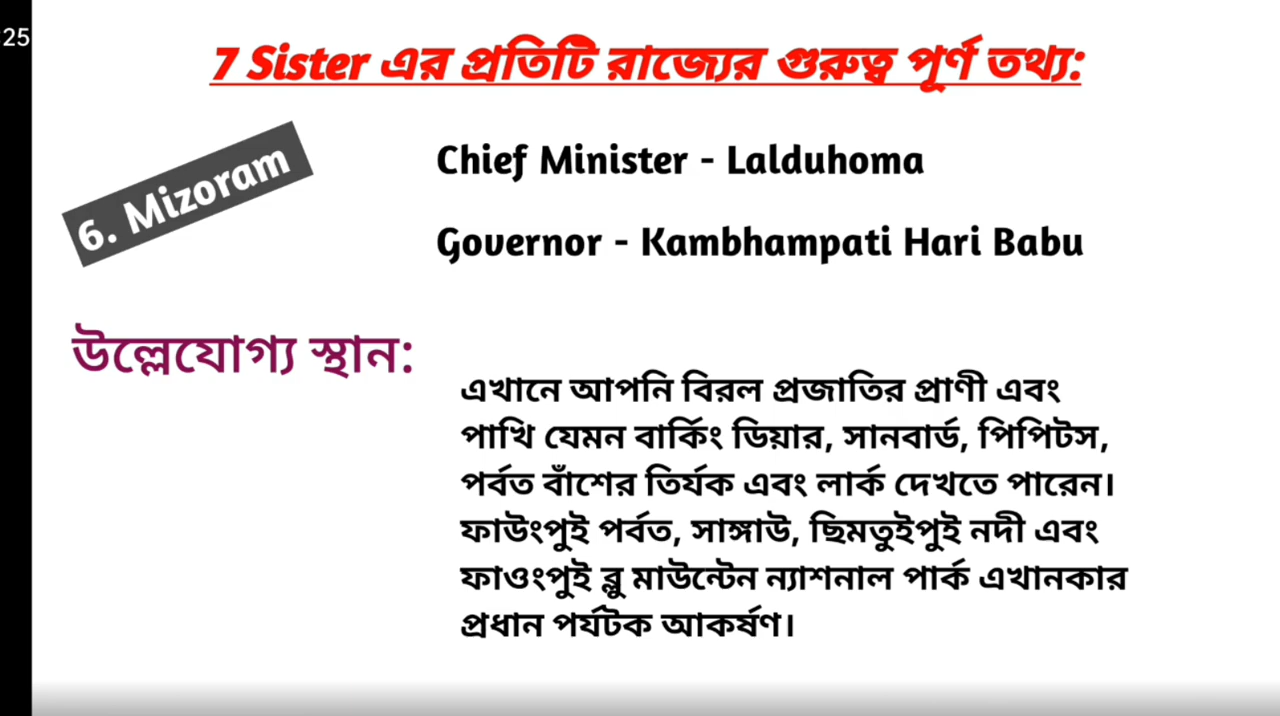 :25
7 Sister এর প্রতিটি রাজ্যের গুরুত্ব পূর্ণ তথ্য:
6. Mizoram
Chief Minister - Lalduhoma
Governor - Kambhampati Hari Babu
উল্লেযোগ্য স্থান:
এখানে আপনি বিরল প্রজাতির প্রাণী এবং
পাখি যেমন বার্কিং ডিয়ার, সানবার্ড, পিপিটস,
পর্বত বাঁশের তির্যক এবং লার্ক দেখতে পারেন।
ফাউংপুই পর্বত, সাঙ্গাউ, ছিমতুইপুই নদী এবং
ফাওংপুই ব্লু মাউন্টেন ন্যাশনাল পার্ক এখানকার
প্রধান পর্যটক আকর্ষণ।